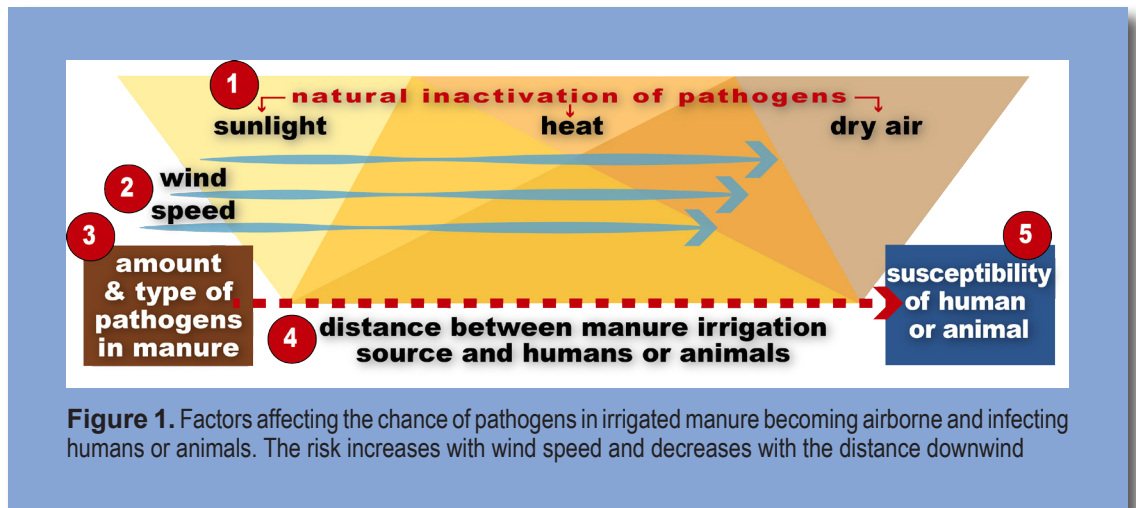 1
natural inactivation of pathogens
sunlight heat dry air
2
wind
speed
3
amount
& type of
pathogens
in manure
4
distance between manure irrigation
source and humans or animals
5
susceptibility
of human
or animal
Figure 1. Factors affecting the chance of pathogens in irrigated manure becoming airborne and infecting
humans or animals. The risk increases with wind speed and decreases with the distance downwind